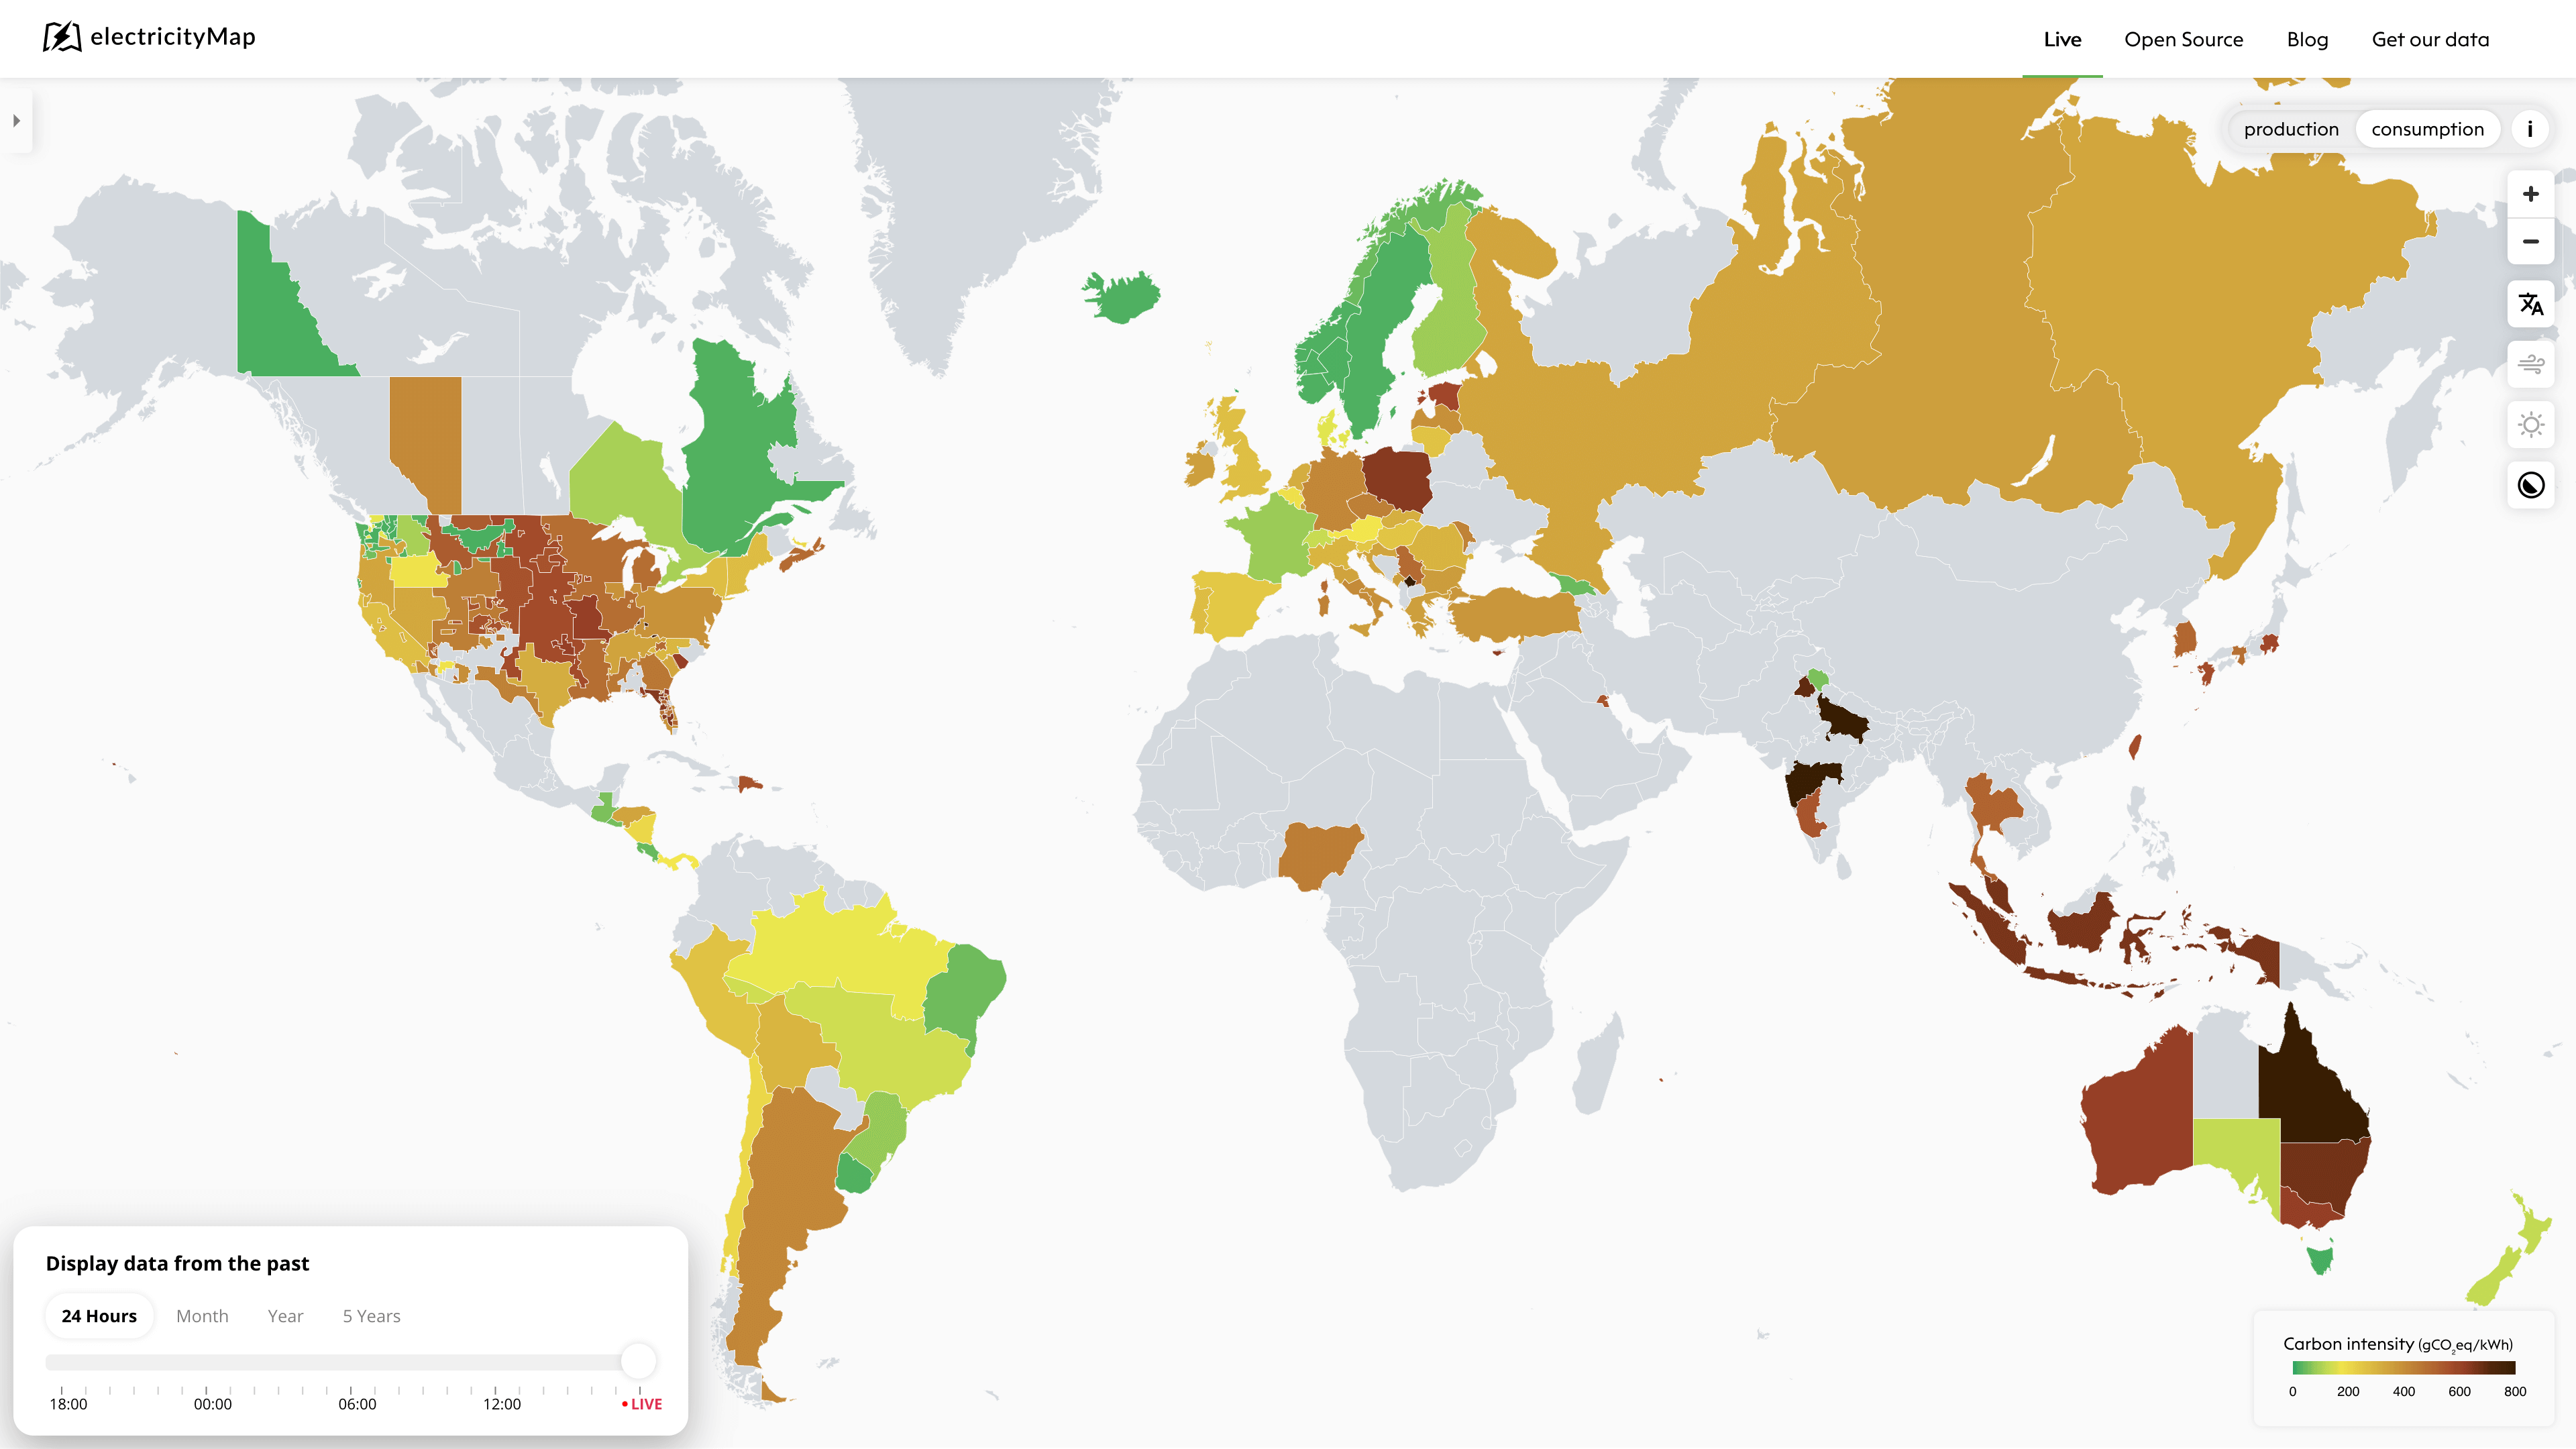 electricityMap
Live Open Source Blog Get our data
production consumption i
Display data from the past
24 Hours Month Year 5 Years
18:00 00:00 06:00 12:00 LIVE
Carbon intensity (gCO₂eq/kWh)
0 200 400 600 800